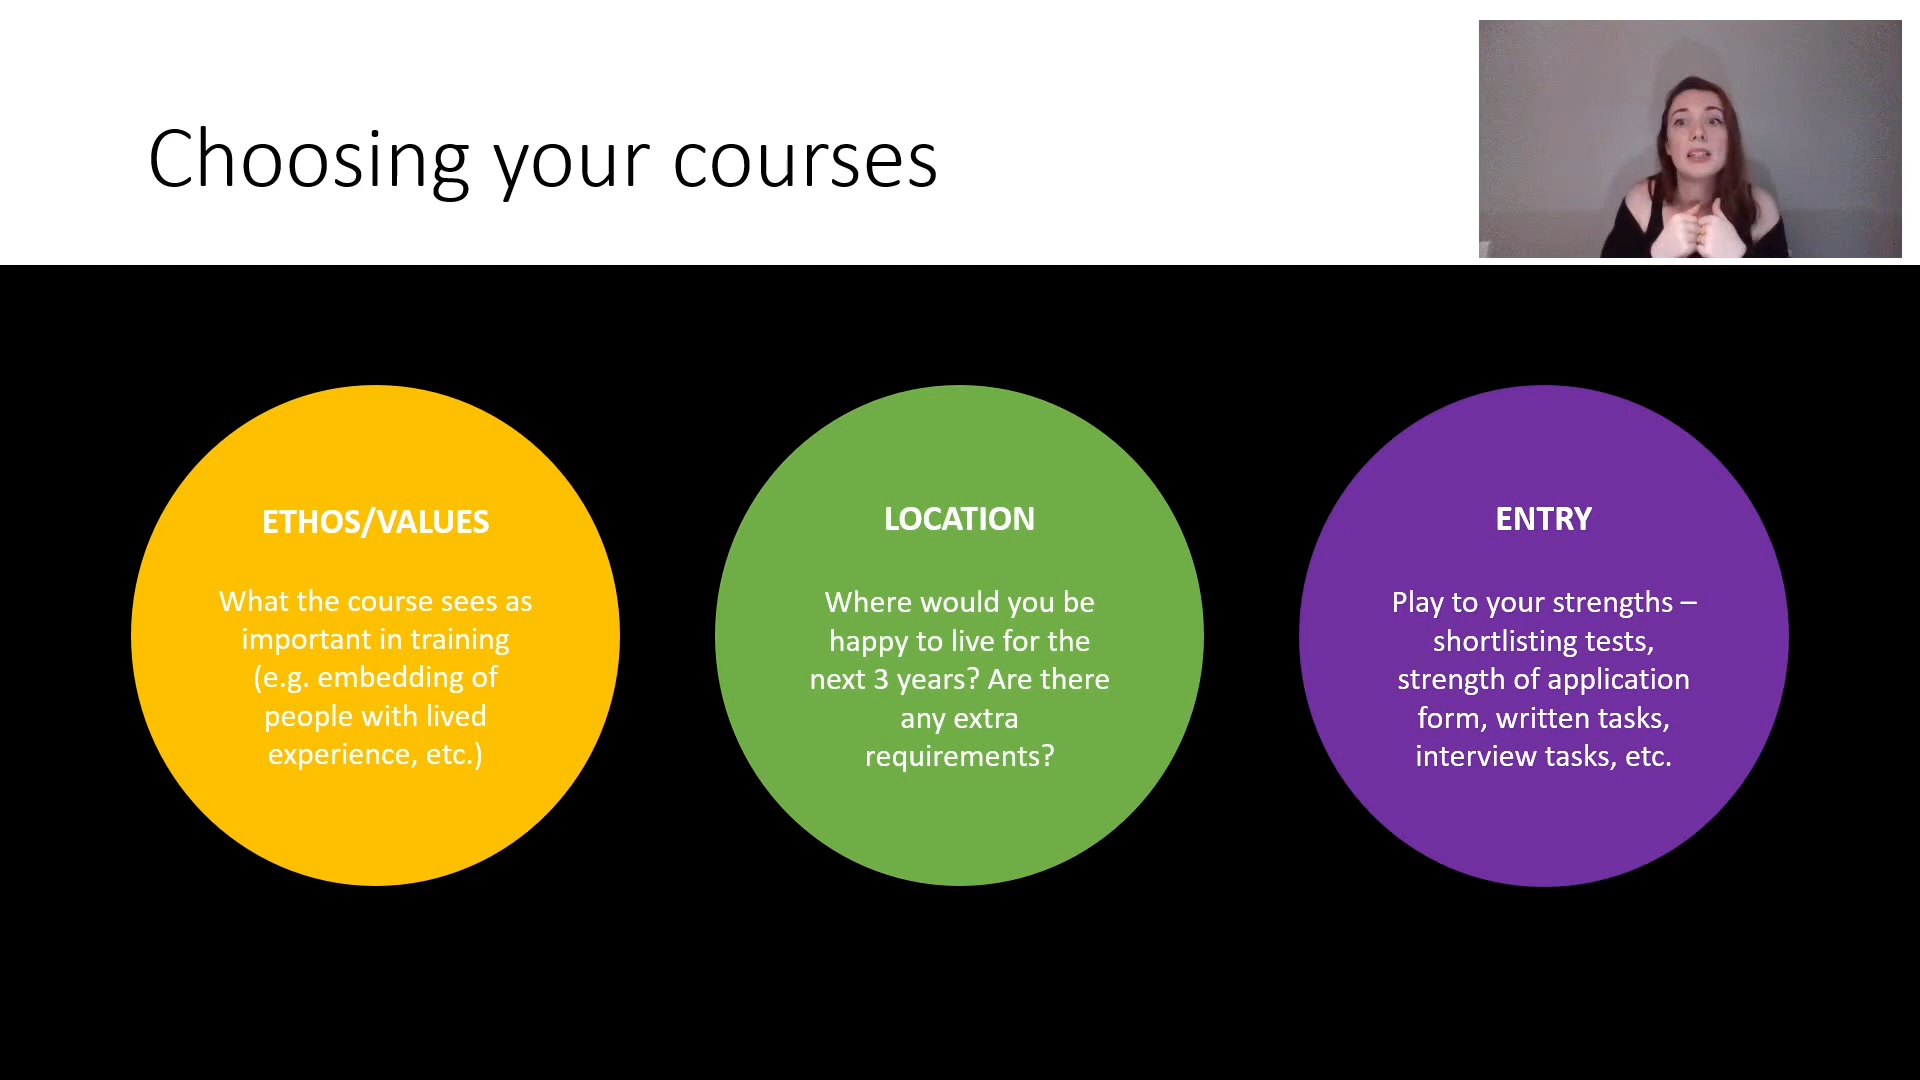 Choosing your courses
ETHOS/VALUES
What the course sees as
important in training
(e.g. embedding of
people with lived
experience, etc.)
LOCATION
Where would you be
happy to live for the
next 3 years? Are there
any extra
requirements?
ENTRY
Play to your strengths –
shortlisting tests,
strength of application
form, written tasks,
interview tasks, etc.